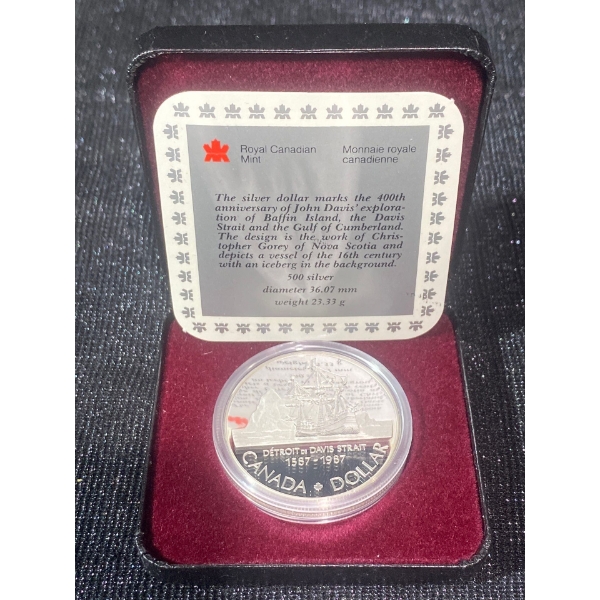 Royal Canadian Mint
Monnaie royale canadienne
The silver dollar marks the 400th
anniversary of John Davis' explora-
tion of Baffin Island, the Davis
Strait and the Gulf of Cumberland.
The design is the work of Chris-
topher Gorey of Nova Scotia and
depicts a vessel of the 16th century
with an iceberg in the background.
500 silver
diameter 36.07 mm
weight 23.33 g
DÉTROIT DE DAVIS STRAIT
1587-1987
CANADA DOLLAR